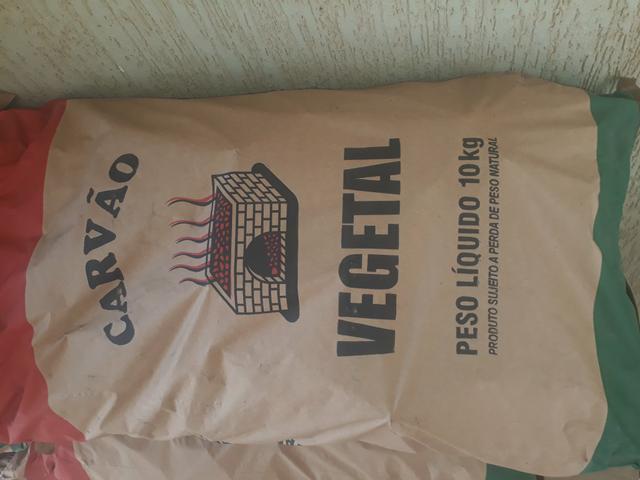 CARVÃO
VEGETAL
PESO LÍQUIDO 10kg
PRODUTO SUJEITO A PERDA DE PESO NATURAL